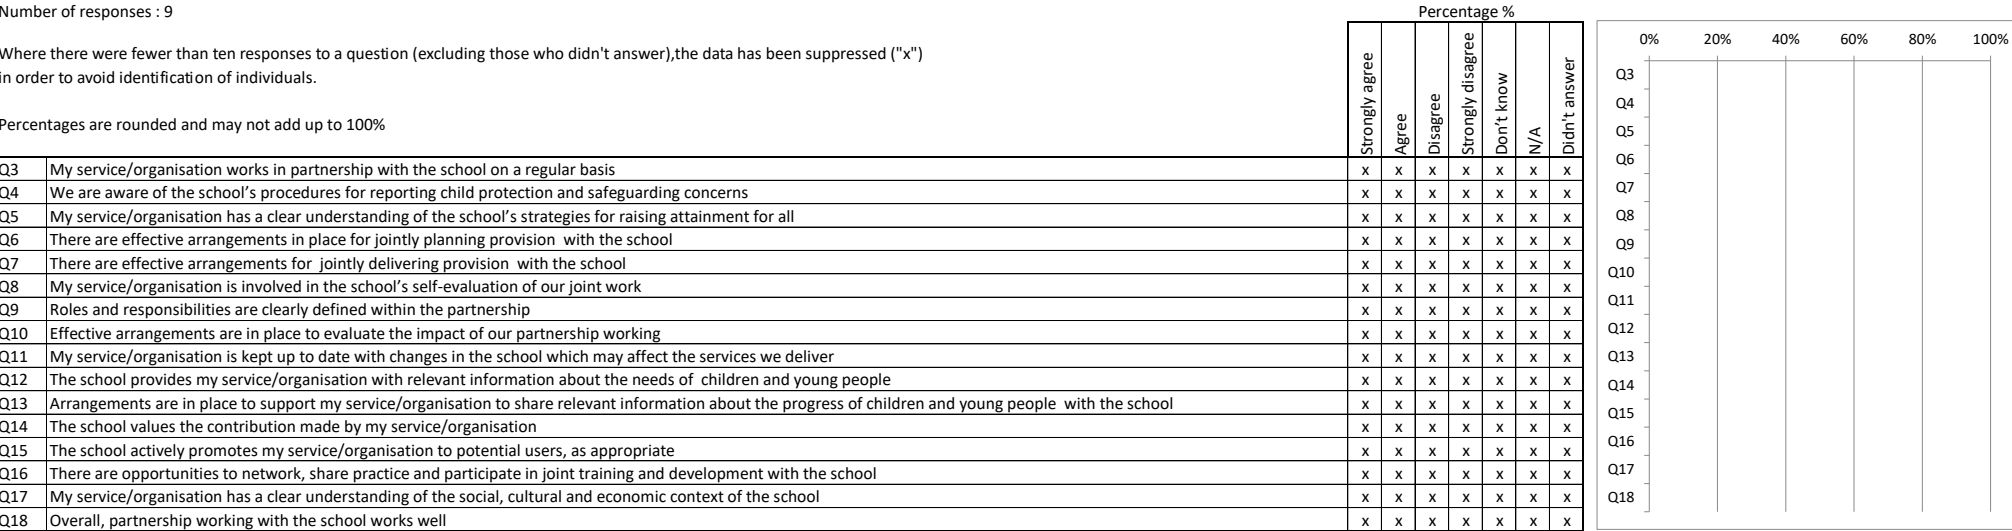 Number of responses : 9
Percentage %
Where there were fewer than ten responses to a question (excluding those who didn't answer),the data has been suppressed ("x")
in order to avoid identification of individuals.
Percentages are rounded and may not add up to 100%
Strongly agree
Agree
Disagree
Strongly disagree
Don’t know
N/A
Didn't answer
Q3 My service/organisation works in partnership with the school on a regular basis x x x x x x x
Q4 We are aware of the school’s procedures for reporting child protection and safeguarding concerns x x x x x x x
Q5 My service/organisation has a clear understanding of the school’s strategies for raising attainment for all x x x x x x x
Q6 There are effective arrangements in place for jointly planning provision  with the school x x x x x x x
Q7 There are effective arrangements for  jointly delivering provision  with the school x x x x x x x
Q8 My service/organisation is involved in the school’s self-evaluation of our joint work x x x x x x x
Q9 Roles and responsibilities are clearly defined within the partnership x x x x x x x
Q10 Effective arrangements are in place to evaluate the impact of our partnership working x x x x x x x
Q11 My service/organisation is kept up to date with changes in the school which may affect the services we deliver x x x x x x x
Q12 The school provides my service/organisation with relevant information about the needs of  children and young people x x x x x x x
Q13 Arrangements are in place to support my service/organisation to share relevant information about the progress of children and young people  with the school x x x x x x x
Q14 The school values the contribution made by my service/organisation x x x x x x x
Q15 The school actively promotes my service/organisation to potential users, as appropriate x x x x x x x
Q16 There are opportunities to network, share practice and participate in joint training and development with the school x x x x x x x
Q17 My service/organisation has a clear understanding of the social, cultural and economic context of the school x x x x x x x
Q18 Overall, partnership working with the school works well x x x x x x x
0% 20% 40% 60% 80% 100%
Q3
Q4
Q5
Q6
Q7
Q8
Q9
Q10
Q11
Q12
Q13
Q14
Q15
Q16
Q17
Q18